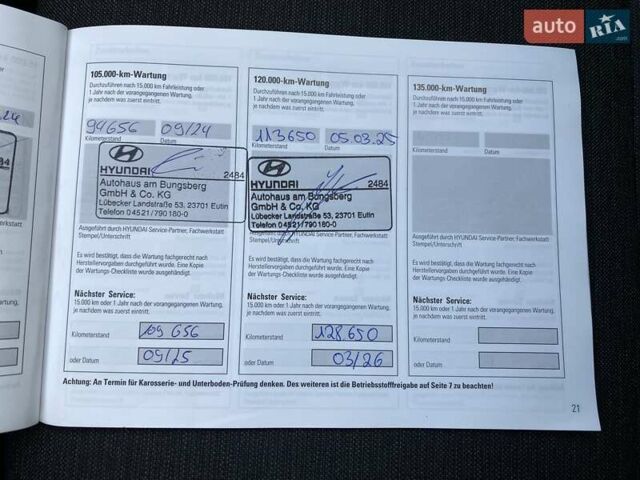 auto RIA.com
105.000-km-Wartung
Durchzuführen nach 15.000 km Fahrleistung oder
1 Jahr nach der vorangegangenen Wartung,
je nachdem was zuerst eintritt.
94656 09/24
Kilometerstand Datum
HYUNDAI 2484
Autohaus am Bungsberg
GmbH & Co. KG
Lübecker Landstraße 53, 23701 Eutin
Telefon 04521/790180-0
Ausgeführt durch HYUNDAI Service-Partner, Fachwerkstatt
Stempel/Unterschrift
Es wird bestätigt, dass die Wartung fachgerecht nach
Herstellervorgaben durchgeführt wurde. Eine Kopie
der Wartungs-Checkliste wurde ausgehändigt.
Nächster Service:
15.000 km oder 1 Jahr nach der vorangegangenen Wartung,
je nachdem was zuerst eintritt.
Kilometerstand 109 656
oder Datum 09/25
120.000-km-Wartung
Durchzuführen nach 15.000 km Fahrleistung oder
1 Jahr nach der vorangegangenen Wartung,
je nachdem was zuerst eintritt.
113650 05.03.25
Kilometerstand Datum
HYUNDAI 2484
Autohaus am Bungsberg
GmbH & Co. KG
Lübecker Landstraße 53, 23701 Eutin
Telefon 04521/790180-0
Ausgeführt durch HYUNDAI Service-Partner, Fachwerkstatt
Stempel/Unterschrift
Es wird bestätigt, dass die Wartung fachgerecht nach
Herstellervorgaben durchgeführt wurde. Eine Kopie
der Wartungs-Checkliste wurde ausgehändigt.
Nächster Service:
15.000 km oder 1 Jahr nach der vorangegangenen Wartung,
je nachdem was zuerst eintritt.
Kilometerstand 128 650
oder Datum 03/26
135.000-km-Wartung
Durchzuführen nach 15.000 km Fahrleistung oder
1 Jahr nach der vorangegangenen Wartung,
je nachdem was zuerst eintritt.
Kilometerstand Datum
Ausgeführt durch HYUNDAI Service-Partner, Fachwerkstatt
Stempel/Unterschrift
Es wird bestätigt, dass die Wartung fachgerecht nach
Herstellervorgaben durchgeführt wurde. Eine Kopie
der Wartungs-Checkliste wurde ausgehändigt.
Nächster Service:
15.000 km oder 1 Jahr nach der vorangegangenen Wartung,
je nachdem was zuerst eintritt.
Kilometerstand
oder Datum
Achtung: An Termin für Karosserie- und Unterboden-Prüfung denken. Des weiteren ist die Betriebsstofffreigabe auf Seite 7 zu beachten!
21